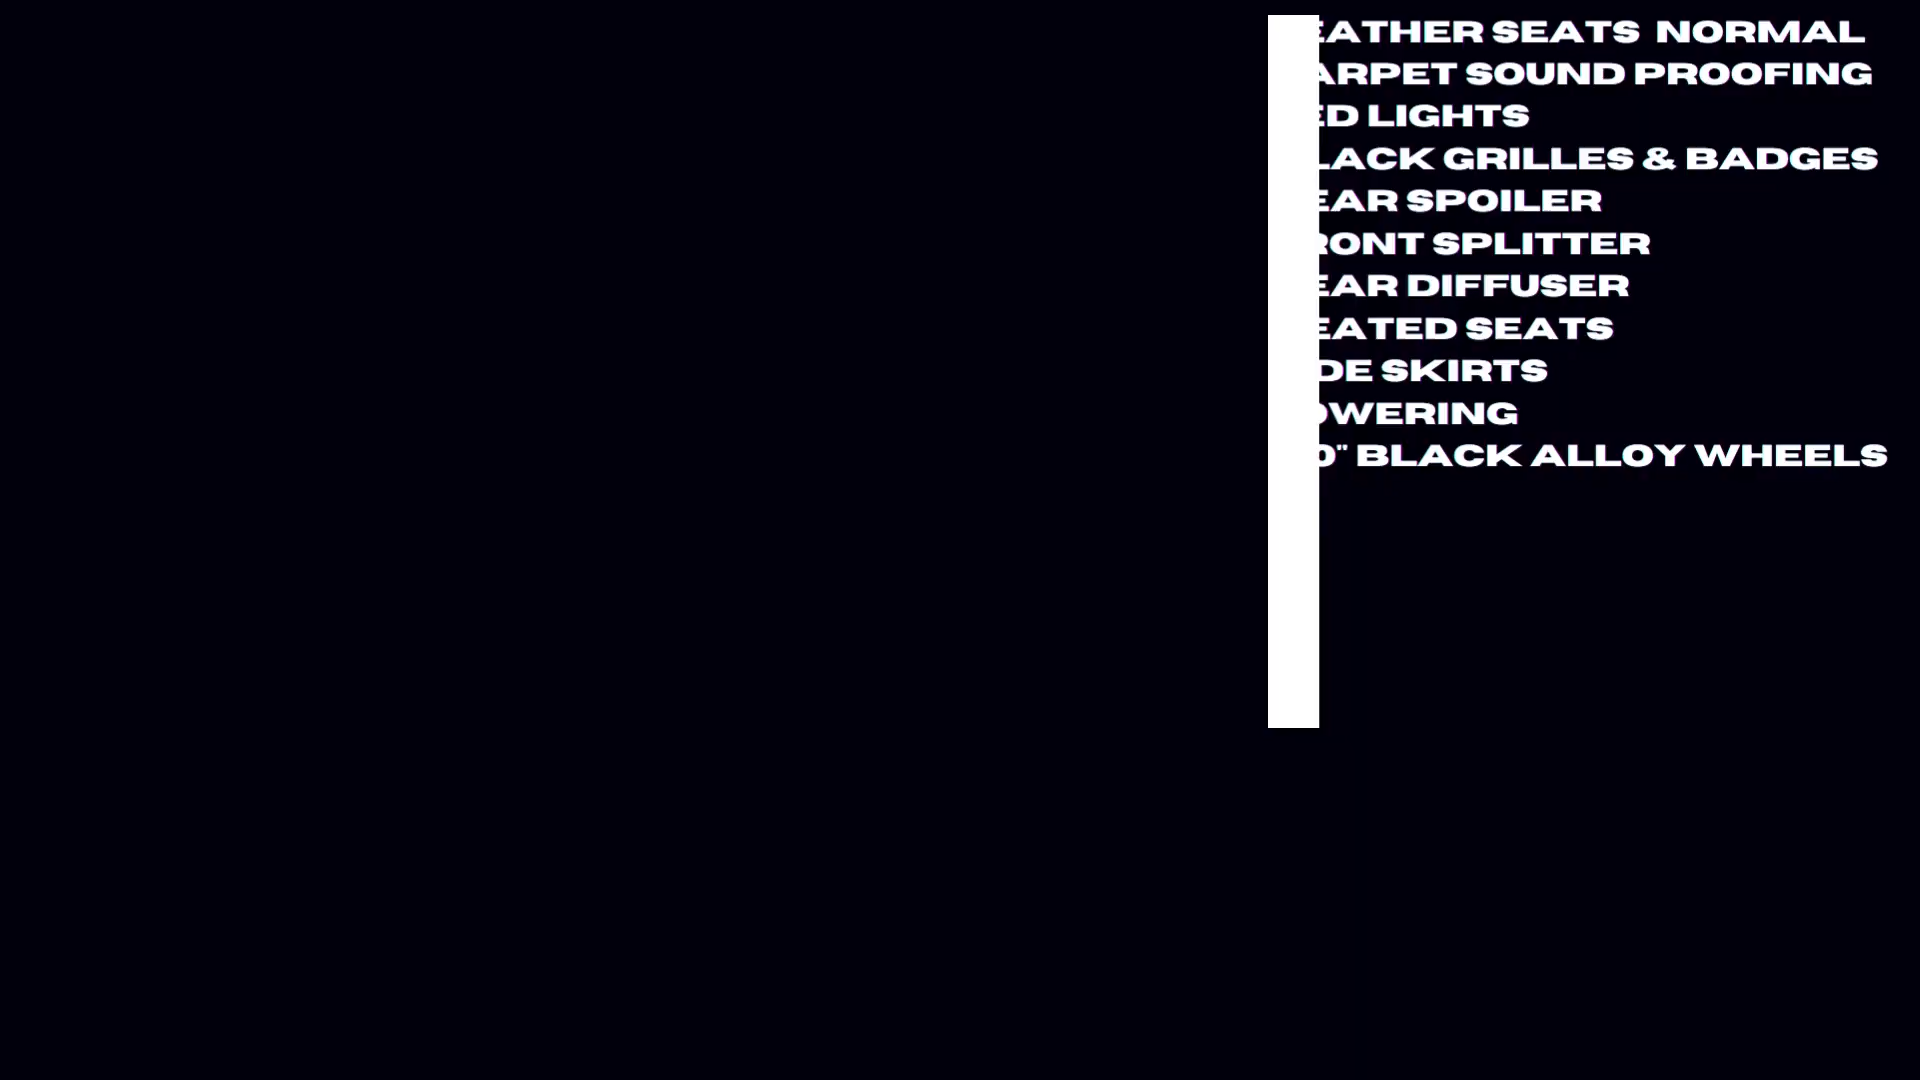 EATHER SEATS NORMAL
ARPET SOUND PROOFING
ED LIGHTS
LACK GRILLES & BADGES
EAR SPOILER
RONT SPLITTER
EAR DIFFUSER
EATED SEATS
DE SKIRTS
OWERING
0" BLACK ALLOY WHEELS